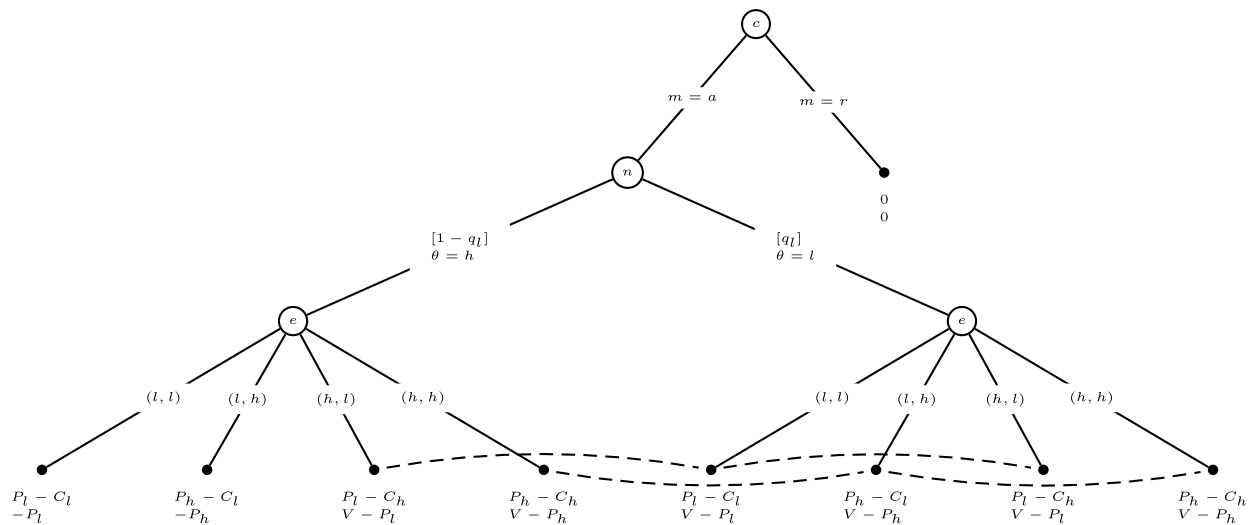 c
m = a
m = r
n
0
0
[1 − q_l]
θ = h
[q_l]
θ = l
e
e
(l, l)
(l, h)
(h, l)
(h, h)
(l, l)
(l, h)
(h, l)
(h, h)
P_l − C_l
−P_l
P_h − C_l
−P_h
P_l − C_h
V − P_l
P_h − C_h
V − P_h
P_l − C_l
V − P_l
P_h − C_l
V − P_h
P_l − C_h
V − P_l
P_h − C_h
V − P_h